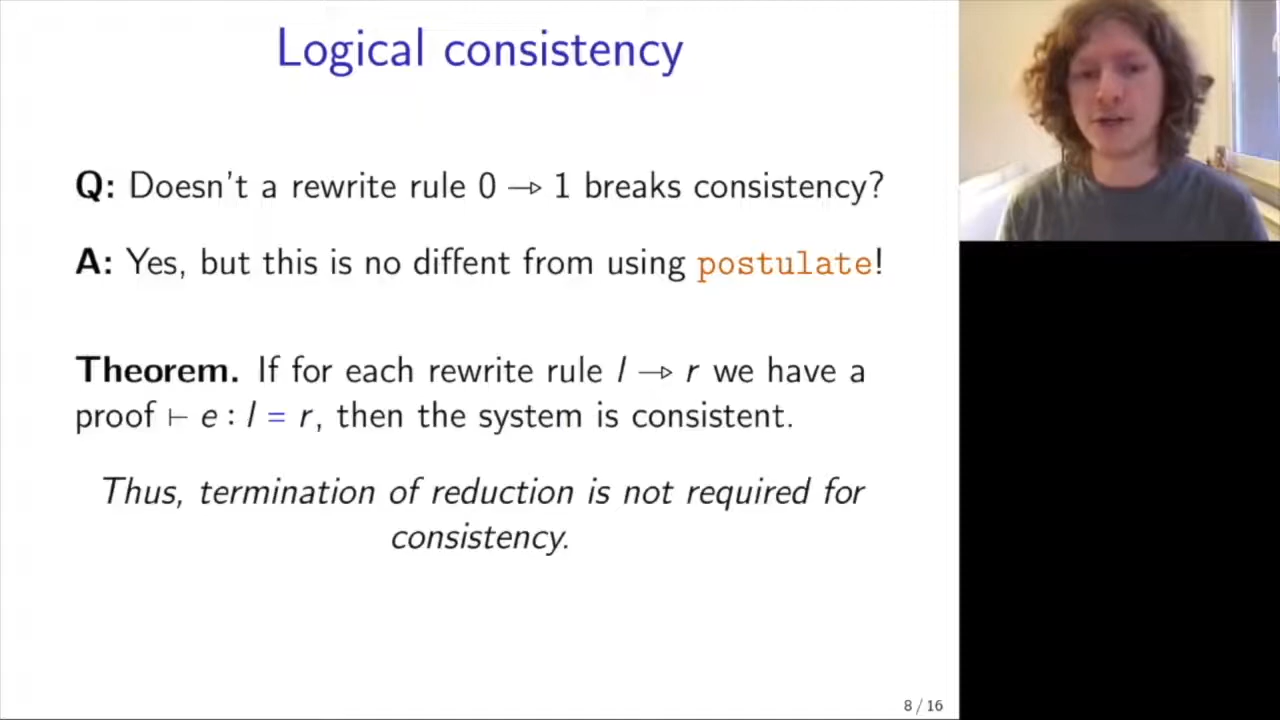 Logical consistency
Q: Doesn't a rewrite rule 0 ⇾ 1 breaks consistency?
A: Yes, but this is no diffent from using postulate!
Theorem. If for each rewrite rule l ⇾ r we have a
proof ⊢ e : l = r, then the system is consistent.
Thus, termination of reduction is not required for
consistency.
8 / 16